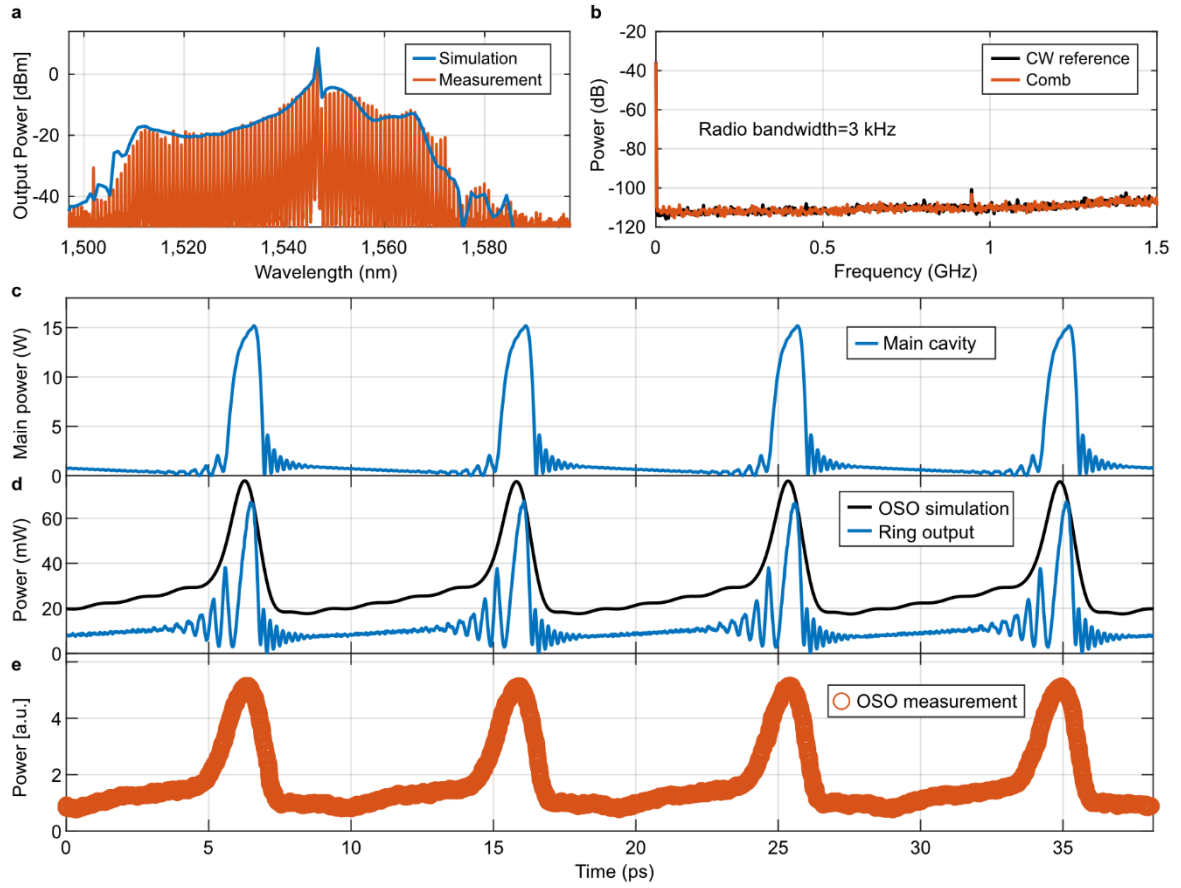 a
Output Power [dBm]
0
-20
-40
Simulation
Measurement
1,500
1,520
1,540
1,560
1,580
Wavelength (nm)
b
Power (dB)
-20
-40
-60
-80
-100
-120
CW reference
Comb
Radio bandwidth=3 kHz
0
0.5
1
1.5
Frequency (GHz)
c
Main power (W)
15
10
5
0
Main cavity
d
Power (mW)
60
40
20
0
OSO simulation
Ring output
e
Power [a.u.]
4
2
0
OSO measurement
0
5
10
15
20
25
30
35
Time (ps)